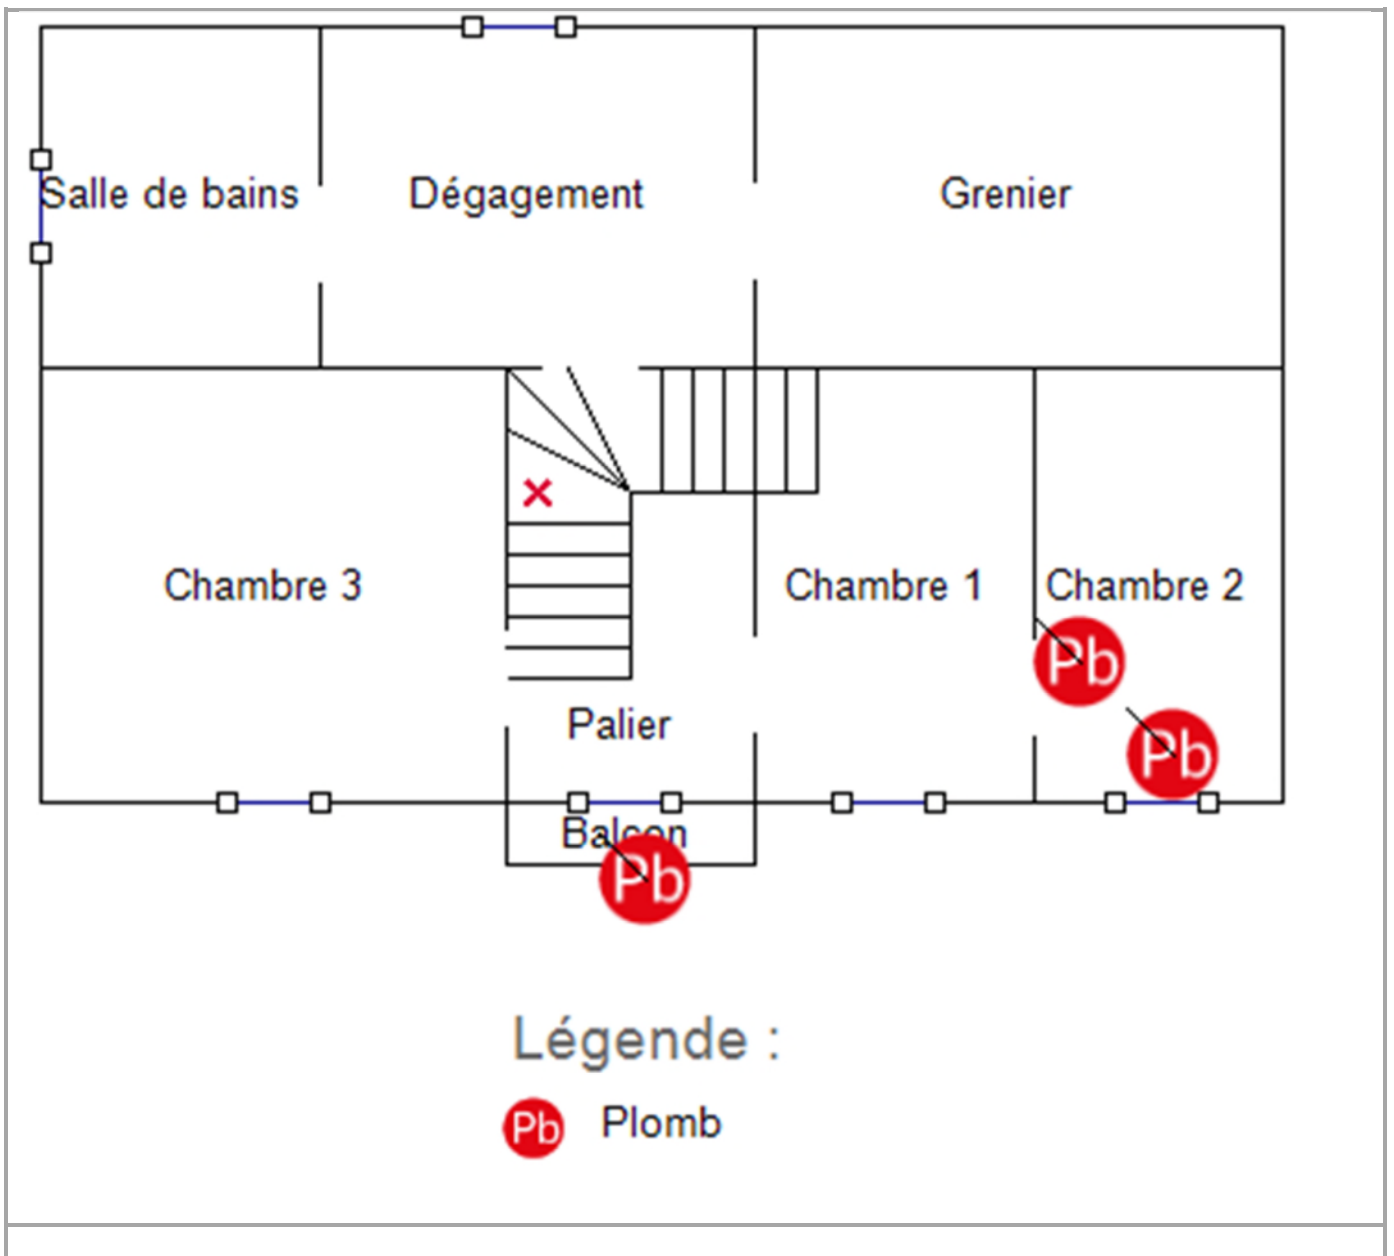 Salle de bains Dégagement Grenier
Chambre 3 Chambre 1 Chambre 2
Pb
Palier Pb
Balcon
Pb
Légende :
Pb Plomb